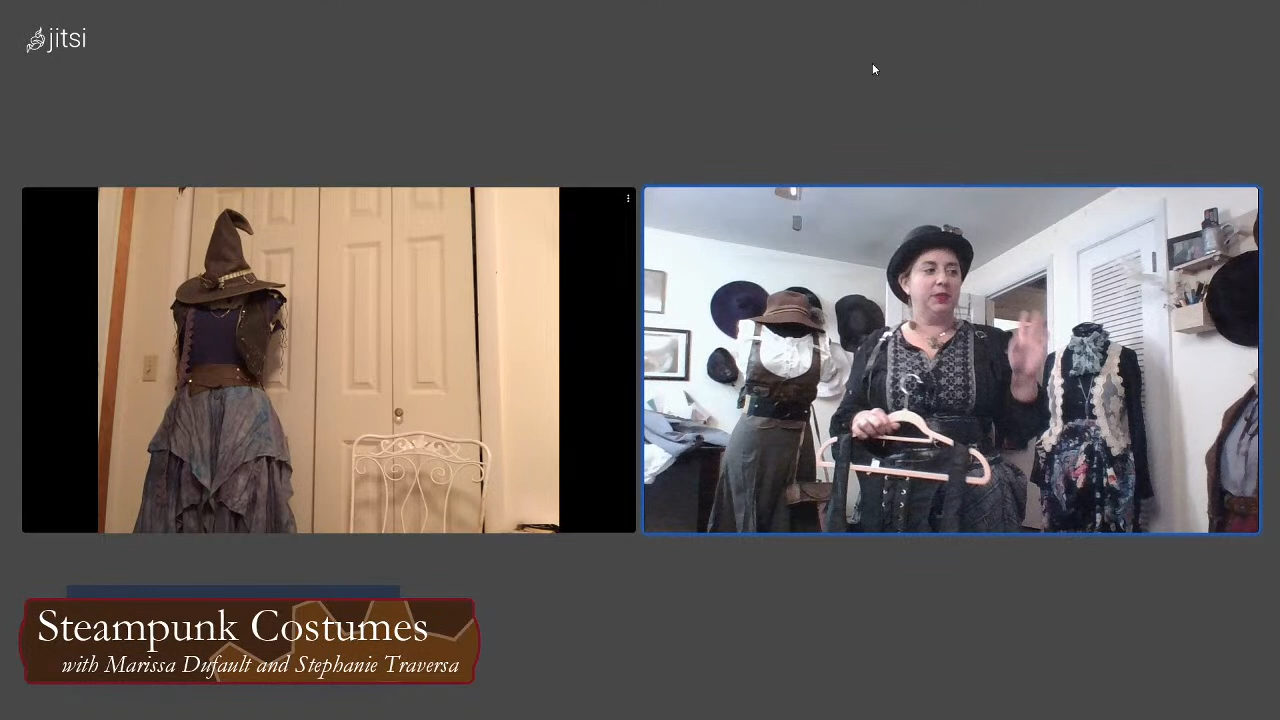 jitsi
Steampunk Costumes
with Marissa Dufault and Stephanie Traversa